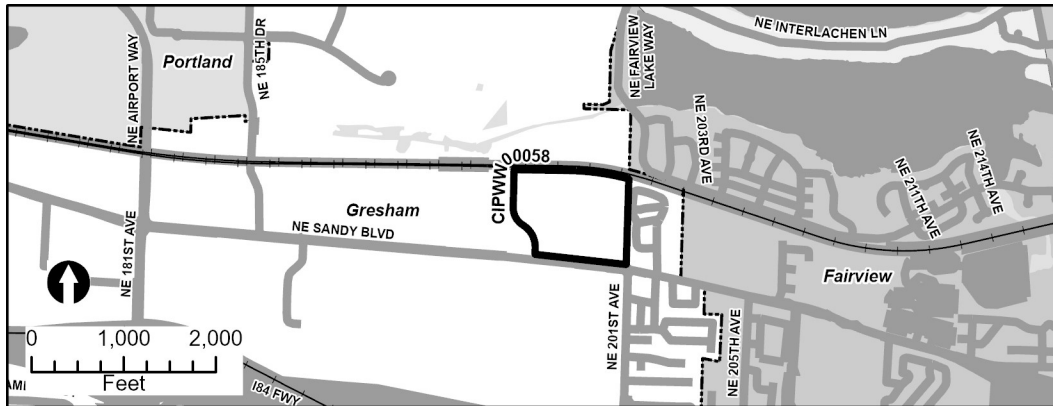 NE INTERLACHEN LN
Portland
NE AIRPORT WAY
NE 185TH DR
NE FAIRVIEW
LAKE WAY
NE 203RD AVE
NE 211TH AVE
NE 214TH AVE
CIPWW00058
Gresham
NE SANDY BLVD
NE 181ST AVE
Fairview
NE 201ST AVE
NE 205TH AVE
0 1,000 2,000
Feet
I84 FWY